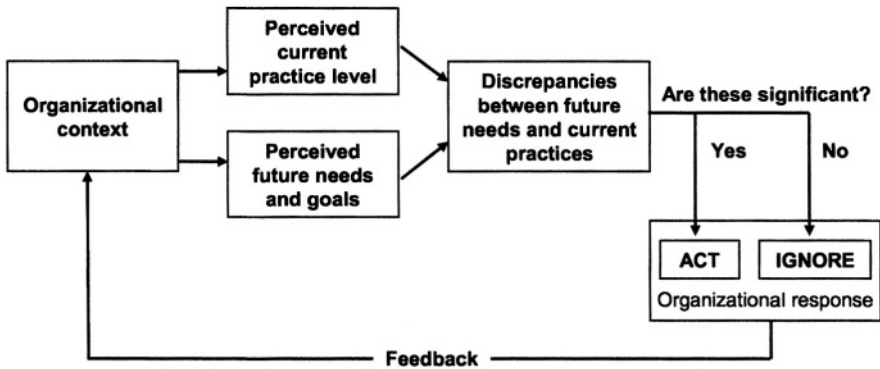 Organizational
context
Perceived
current
practice level
Perceived
future needs
and goals
Discrepancies
between future
needs and current
practices
Are these significant?
Yes
No
ACT
IGNORE
Organizational response
Feedback